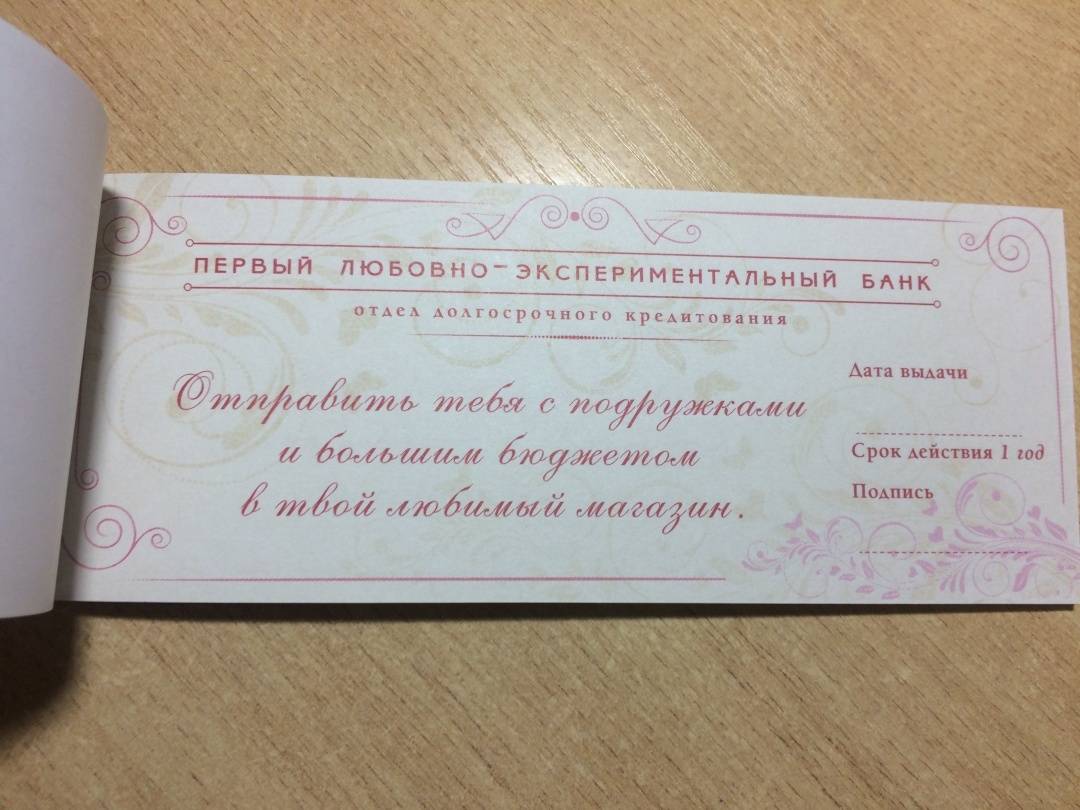 ПЕРВЫЙ ЛЮБОВНО-ЭКСПЕРИМЕНТАЛЬНЫЙ БАНК
отдел долгосрочного кредитования
Отправить тебя с подружками
и большим бюджетом
в твой любимый магазин.
Дата выдачи
Срок действия 1 год
Подпись